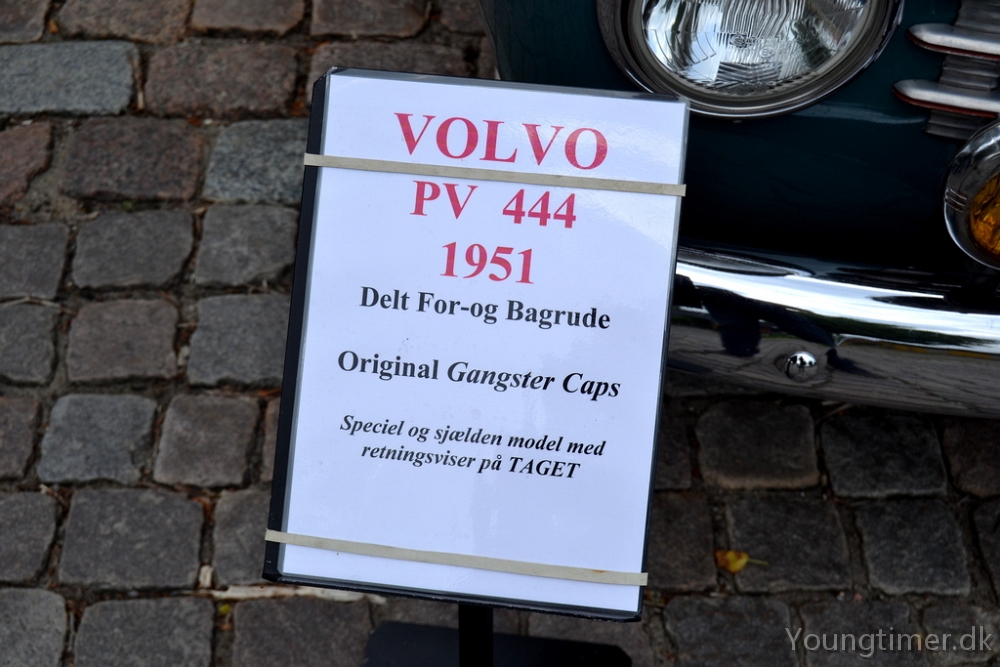 VOLVO
PV 444
1951
Delt For-og Bagrude
Original Gangster Caps
Speciel og sjælden model med
retningsviser på TAGET
Youngtimer.dk